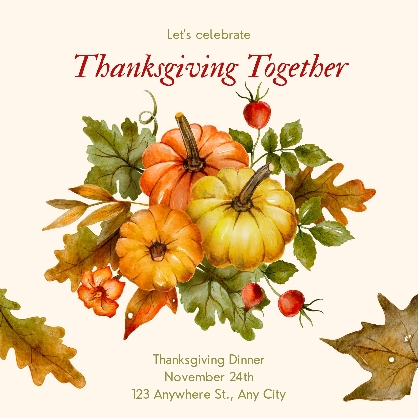 Let's celebrate
Thanksgiving Together
Thanksgiving Dinner
November 24th
123 Anywhere St., Any City